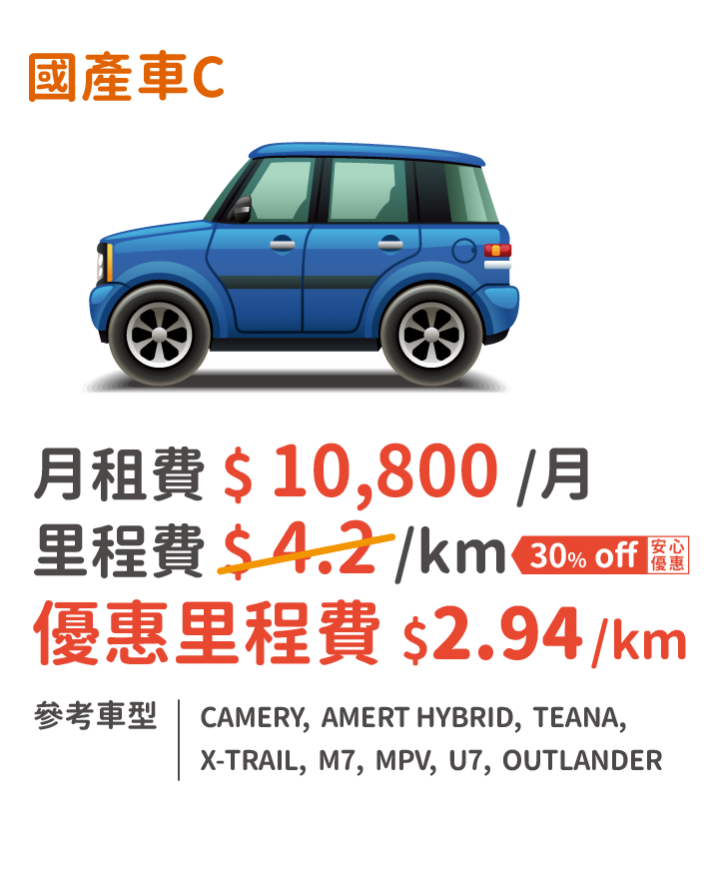 國產車C
月租費 $ 10,800 /月
里程費 $ 4.2 /km 30% off 安心優惠
優惠里程費 $2.94/km
參考車型 CAMERY, AMERT HYBRID, TEANA,
X-TRAIL, M7, MPV, U7, OUTLANDER